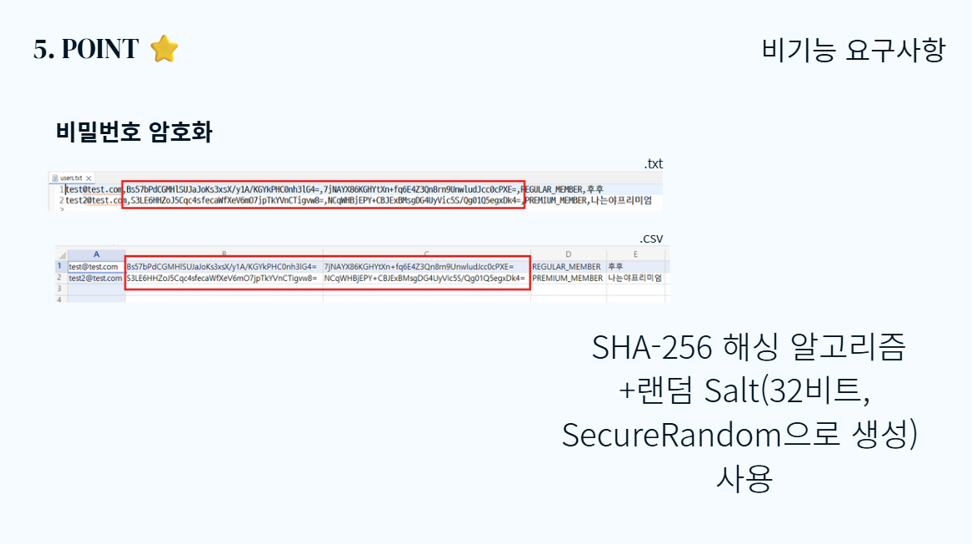 5. POINT ⭐
비기능 요구사항
비밀번호 암호화
.txt
users.txt ×
1 test@test.com,Bs57bPdCGMHlSUJaJoKs3xsX/y1A/KGYkPHC0nh3lG4=,7jNAYX86KGHYtXn+fq6E4Z3Qn8rn9UnwludJcc0cPXE=,REGULAR_MEMBER,후후
2 test2@test.com,S3LE6HHZoJ5Cqc4sfecaWfXeV6mO7jpTkYVnCTigvw8=,NCqWHBjEPY+CBJExBMsgDG4UyVic5S/Qg01Q5egxDk4=,PREMIUM_MEMBER,나는야프리미엄
.csv
A B C D E
1 test@test.com Bs57bPdCGMHlSUJaJoKs3xsX/y1A/KGYkPHC0nh3lG4= 7jNAYX86KGHYtXn+fq6E4Z3Qn8rn9UnwludJcc0cPXE= REGULAR_MEMBER 후후
2 test2@test.com S3LE6HHZoJ5Cqc4sfecaWfXeV6mO7jpTkYVnCTigvw8= NCqWHBjEPY+CBJExBMsgDG4UyVic5S/Qg01Q5egxDk4= PREMIUM_MEMBER 나는야프리미엄
3
4
SHA-256 해싱 알고리즘
+랜덤 Salt(32비트,
SecureRandom으로 생성)
사용